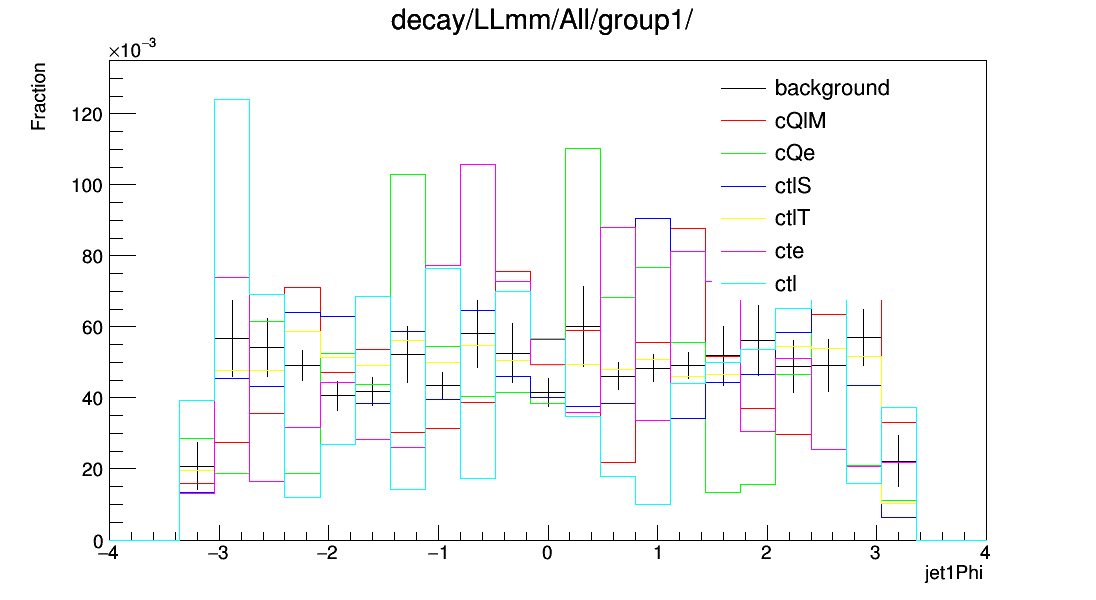 decay/LLmm/All/group1/
×10⁻³
Fraction
background
cQlM
cQe
ctlS
ctlT
cte
ctl
120
100
80
60
40
20
0
−4 −3 −2 −1 0 1 2 3 4
jet1Phi